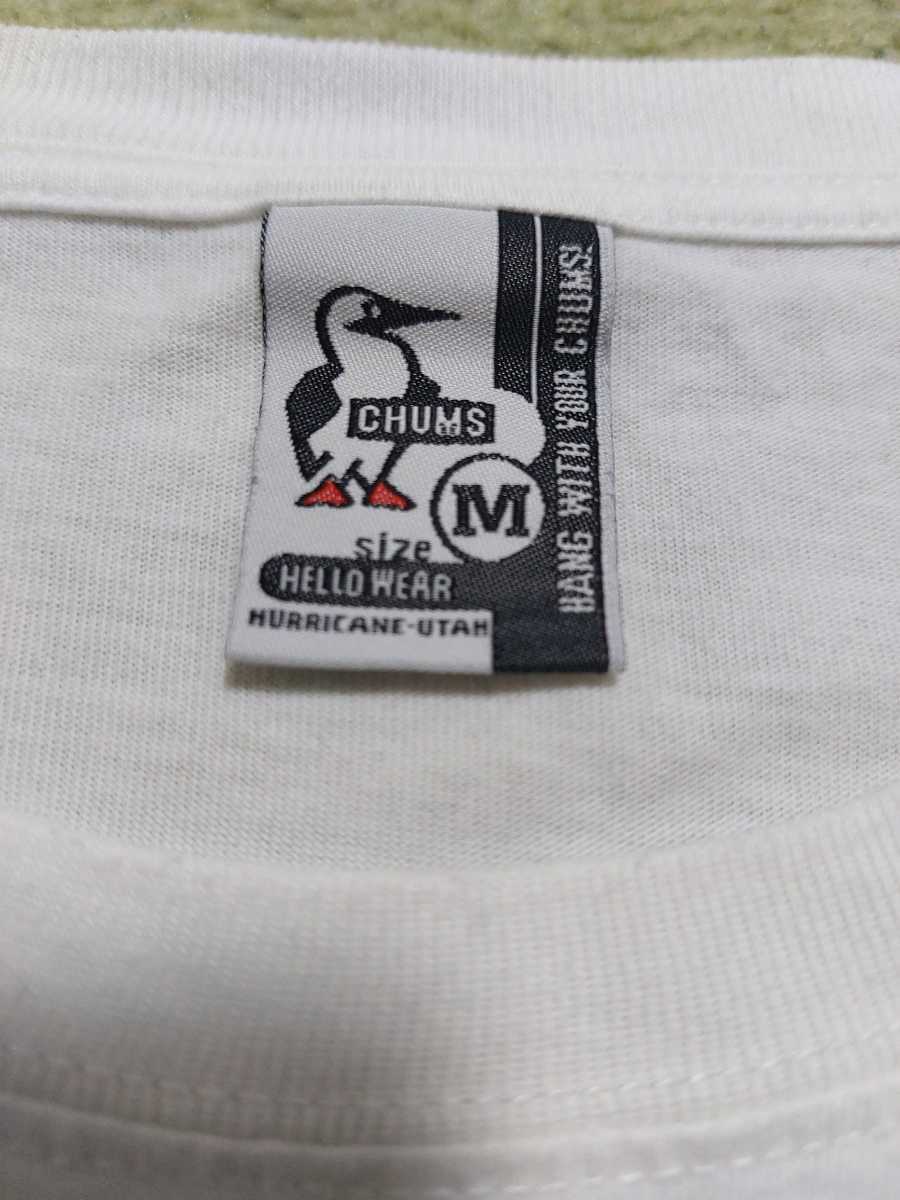 CHUMS
M
size
HELLO WEAR
HURRICANE-UTAH
HANG WITH YOUR CHUMS!